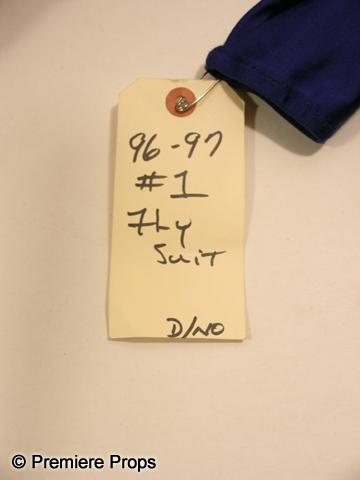 96-97
#1
Fly
Suit
D/NO
© Premiere Props